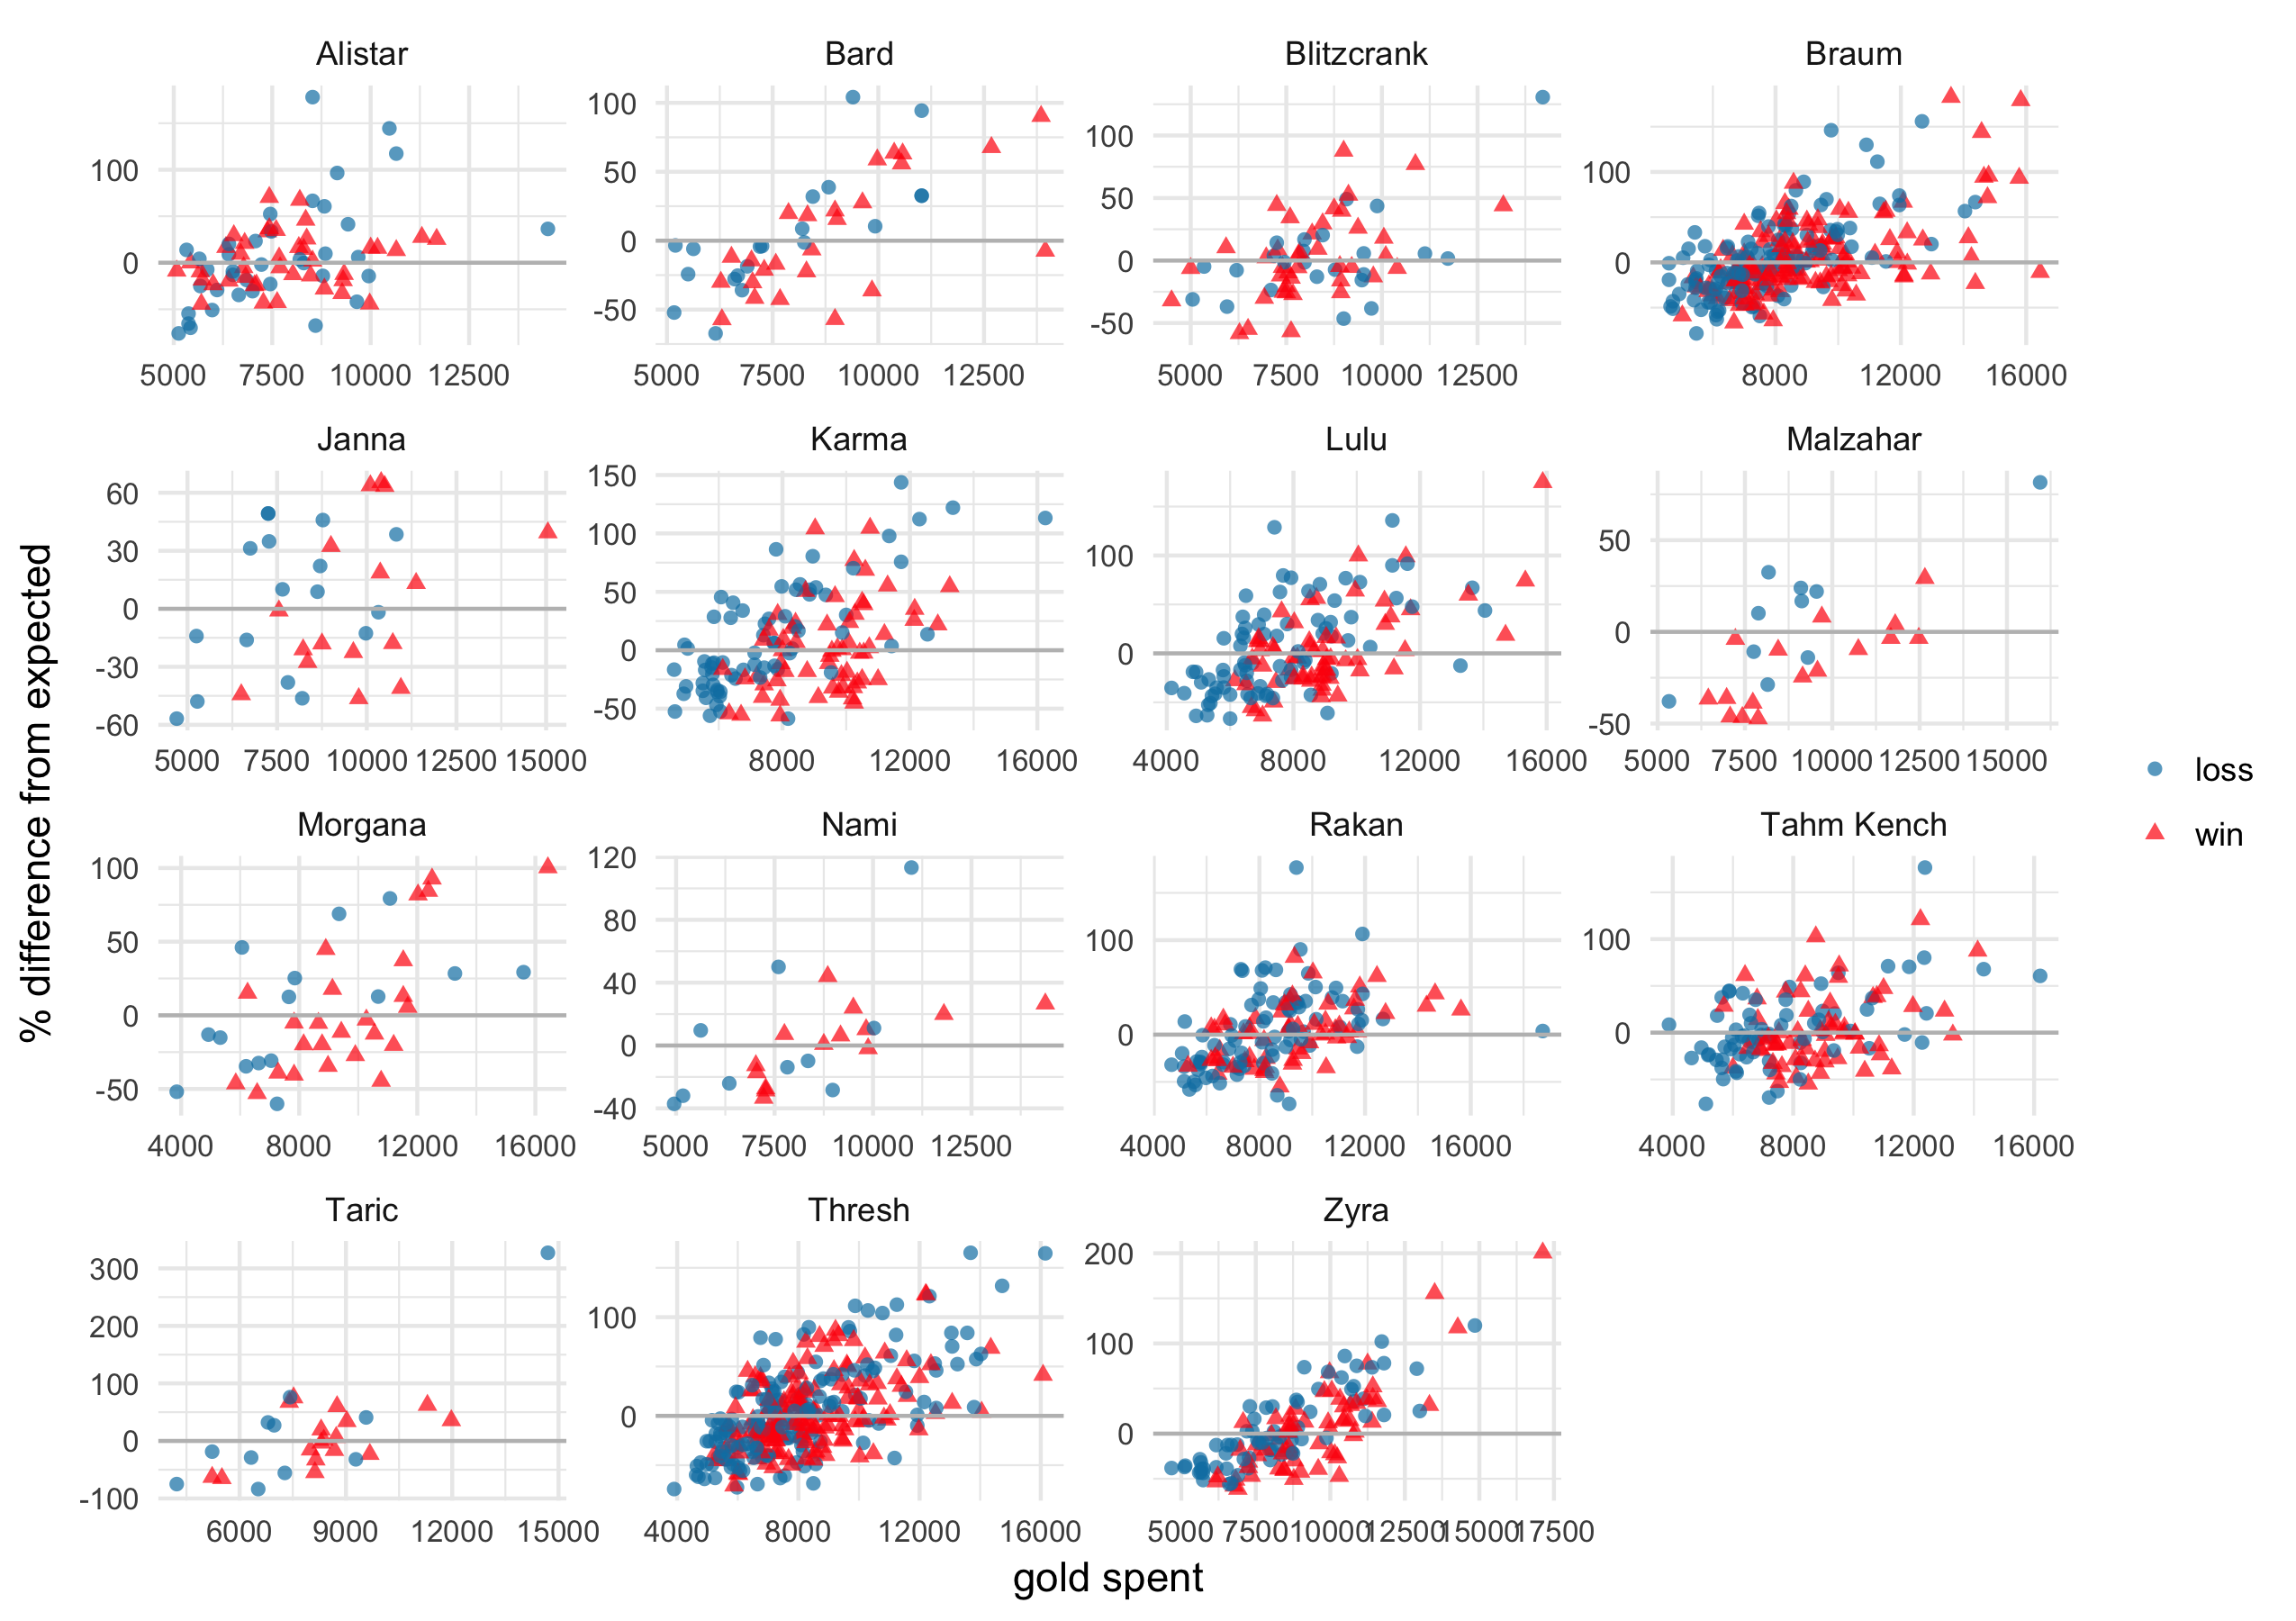 Alistar Bard Blitzcrank Braum
100
0
5000 7500 10000 12500
100
50
0
-50
5000 7500 10000 12500
100
50
0
-50
5000 7500 10000 12500
100
0
8000 12000 16000
Janna Karma Lulu Malzahar
60
30
0
-30
-60
5000 7500 10000 12500 15000
150
100
50
0
-50
8000 12000 16000
100
0
4000 8000 12000 16000
50
0
-50
5000 7500 10000 12500 15000
Morgana Nami Rakan Tahm Kench
100
50
0
-50
4000 8000 12000 16000
120
80
40
0
-40
5000 7500 10000 12500
100
0
4000 8000 12000 16000
100
0
4000 8000 12000 16000
Taric Thresh Zyra
300
200
100
0
-100
6000 9000 12000 15000
100
0
4000 8000 12000 16000
200
100
0
5000 7500 10000 12500 15000 17500
% difference from expected
gold spent
loss
win